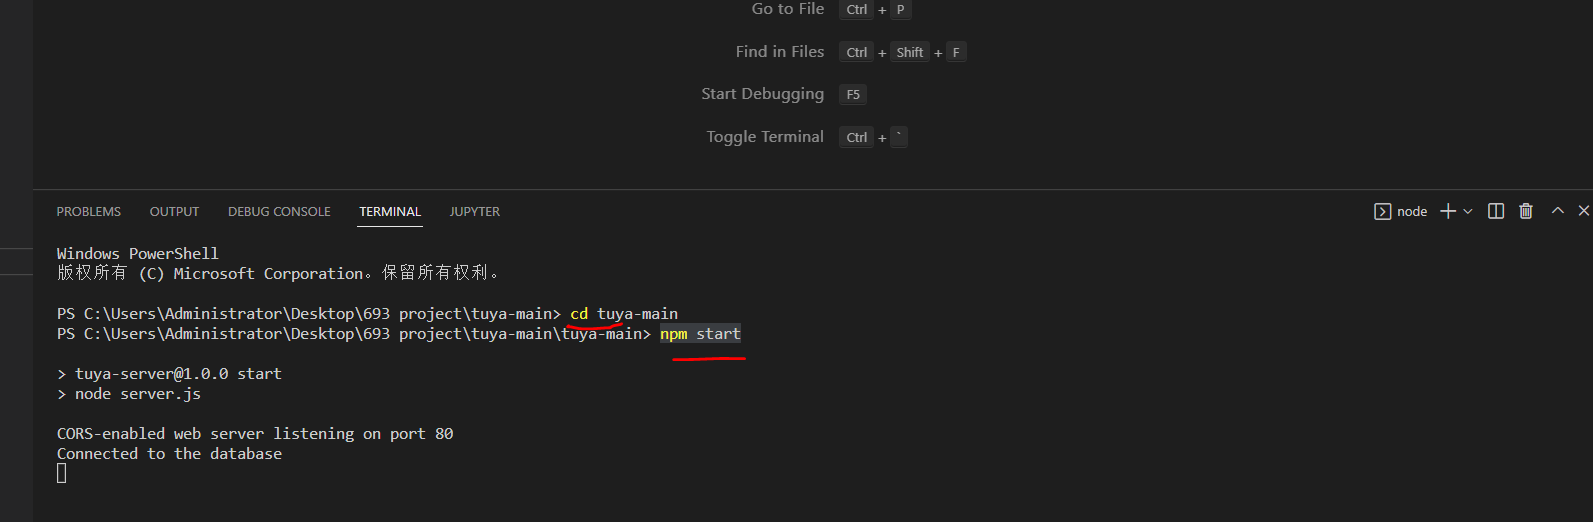 Go to File Ctrl + P
Find in Files Ctrl + Shift + F
Start Debugging F5
Toggle Terminal Ctrl + `
PROBLEMS OUTPUT DEBUG CONSOLE TERMINAL JUPYTER node
Windows PowerShell
版权所有 (C) Microsoft Corporation。保留所有权利。
PS C:\Users\Administrator\Desktop\693 project\tuya-main> cd tuya-main
PS C:\Users\Administrator\Desktop\693 project\tuya-main\tuya-main> npm start
> tuya-server@1.0.0 start
> node server.js
CORS-enabled web server listening on port 80
Connected to the database